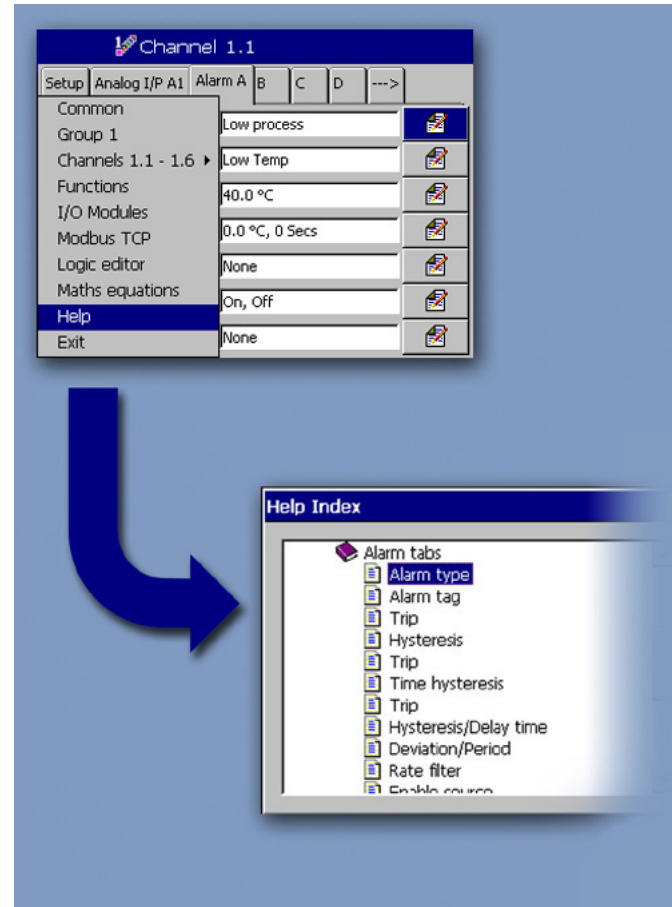 Channel 1.1
Setup Analog I/P A1 Alarm A B C D --->
Common
Group 1
Channels 1.1 - 1.6
Functions
I/O Modules
Modbus TCP
Logic editor
Maths equations
Help
Exit
Low process
Low Temp
40.0 °C
0.0 °C, 0 Secs
None
On, Off
None
Help Index
Alarm tabs
Alarm type
Alarm tag
Trip
Hysteresis
Trip
Time hysteresis
Trip
Hysteresis/Delay time
Deviation/Period
Rate filter
Enable source